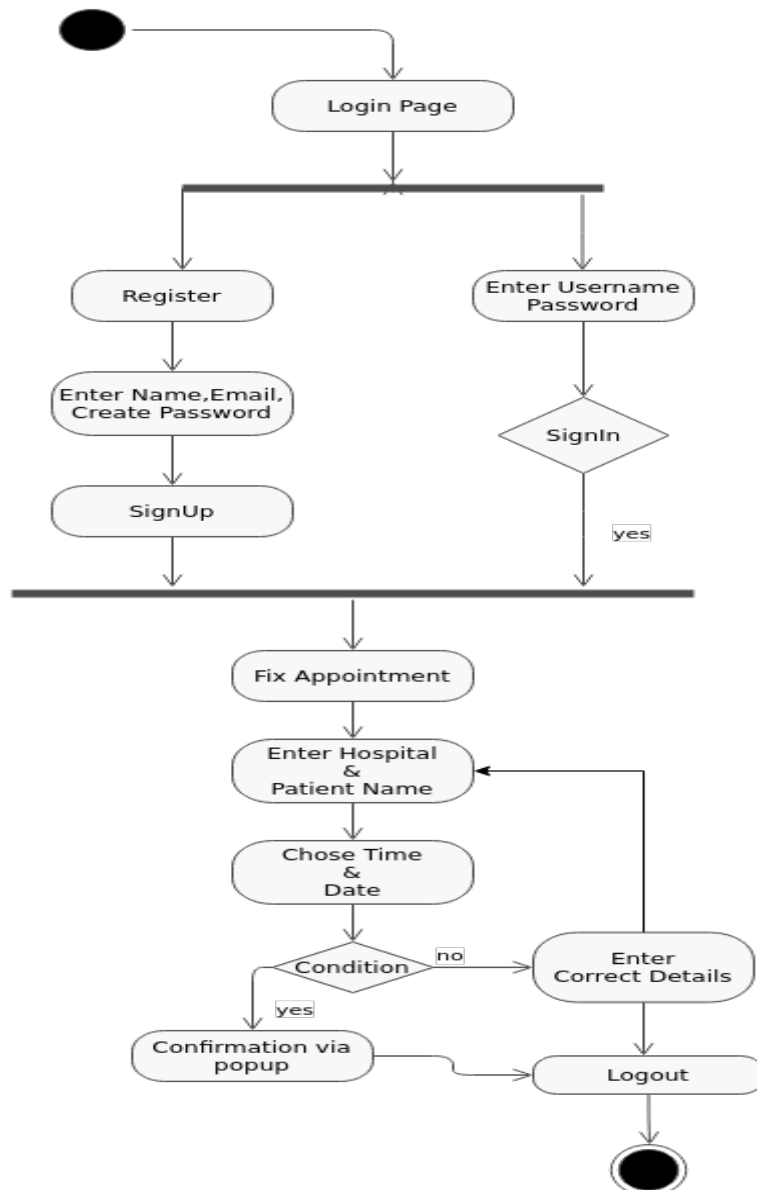 Login Page
Register
Enter Username
Password
Enter Name,Email,
Create Password
SignIn
SignUp
yes
Fix Appointment
Enter Hospital
&
Patient Name
Chose Time
&
Date
Condition
no
Enter
Correct Details
yes
Confirmation via
popup
Logout